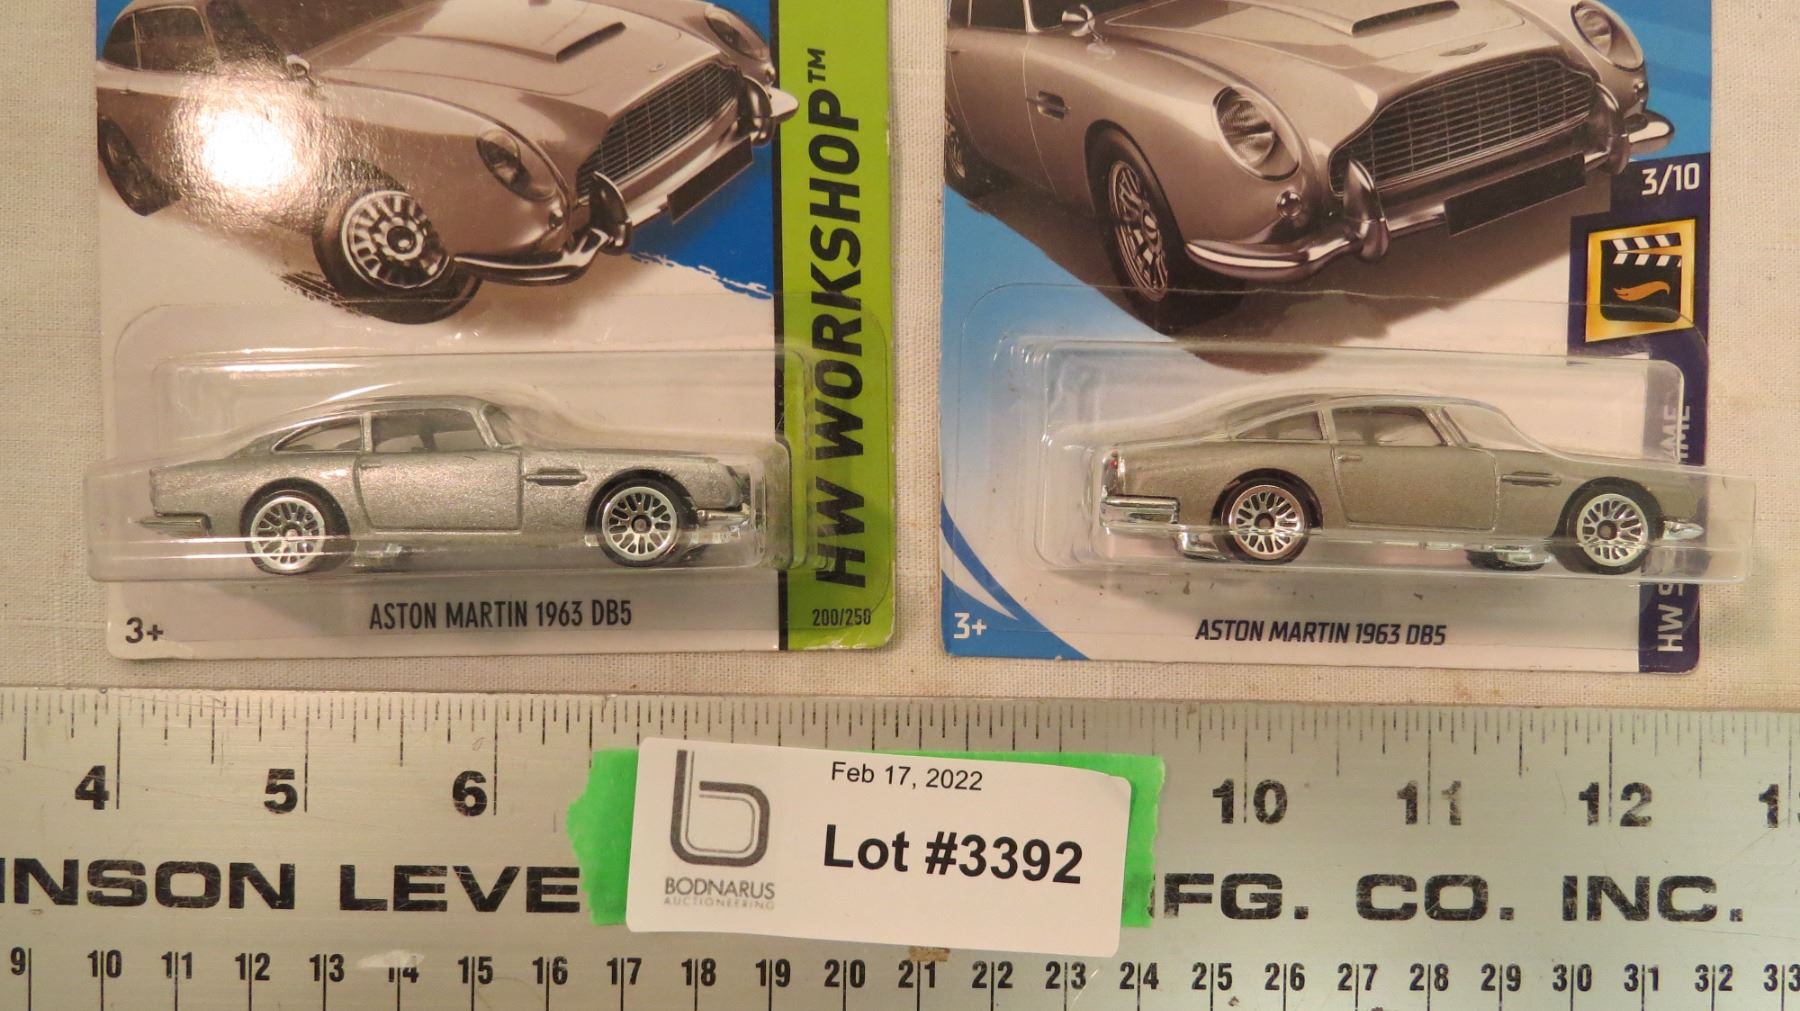 HW WORKSHOP™
3+
ASTON MARTIN 1963 DB5
200/250
3/10
3+
ASTON MARTIN 1963 DB5
HW
4 5 6 10 11 12
Feb 17, 2022
Lot #3392
BODNARUS
AUCTIONEERING
NSON LEVE FG. CO. INC.
9 10 11 12 13 14 15 16 17 18 19 20 21 22 23 24 25 26 27 28 29 30 31 32 33